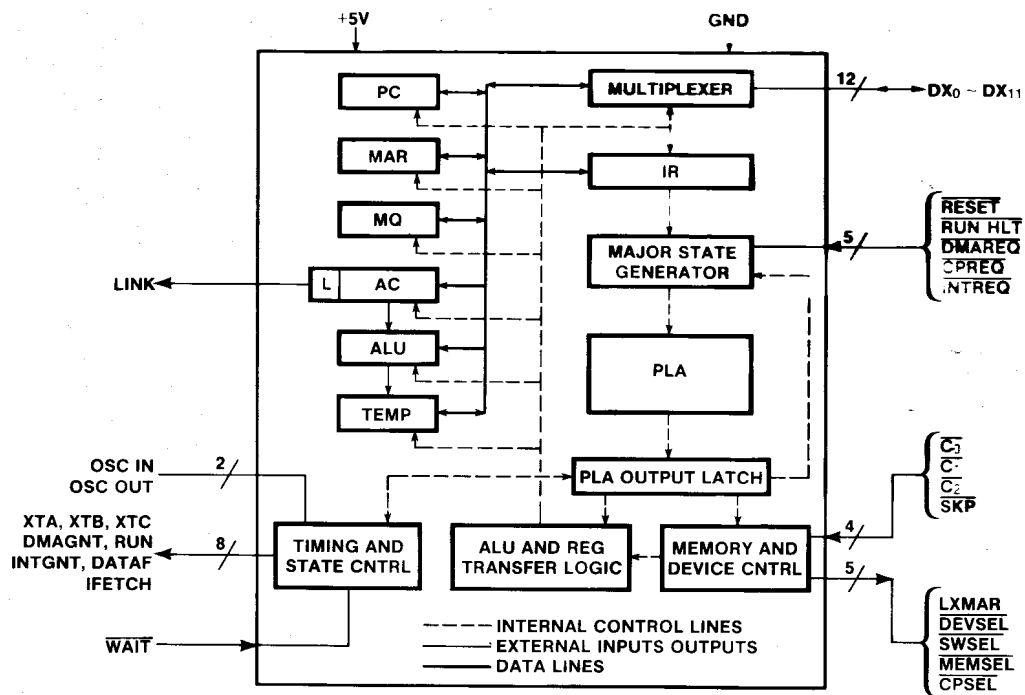 +5V
GND
PC
MULTIPLEXER
12
DX0 ~ DX11
MAR
IR
MQ
RESET
RUN HLT
DMAREQ
CPREQ
INTREQ
5
MAJOR STATE
GENERATOR
LINK
L
AC
ALU
PLA
TEMP
OSC IN
OSC OUT
2
PLA OUTPUT LATCH
C0
C1
C2
SKP
4
XTA, XTB, XTC
DMAGNT, RUN
INTGNT, DATAF
IFETCH
8
TIMING AND
STATE CNTRL
ALU AND REG
TRANSFER LOGIC
MEMORY AND
DEVICE CNTRL
5
LXMAR
DEVSEL
SWSEL
MEMSEL
CPSEL
WAIT
INTERNAL CONTROL LINES
EXTERNAL INPUTS OUTPUTS
DATA LINES